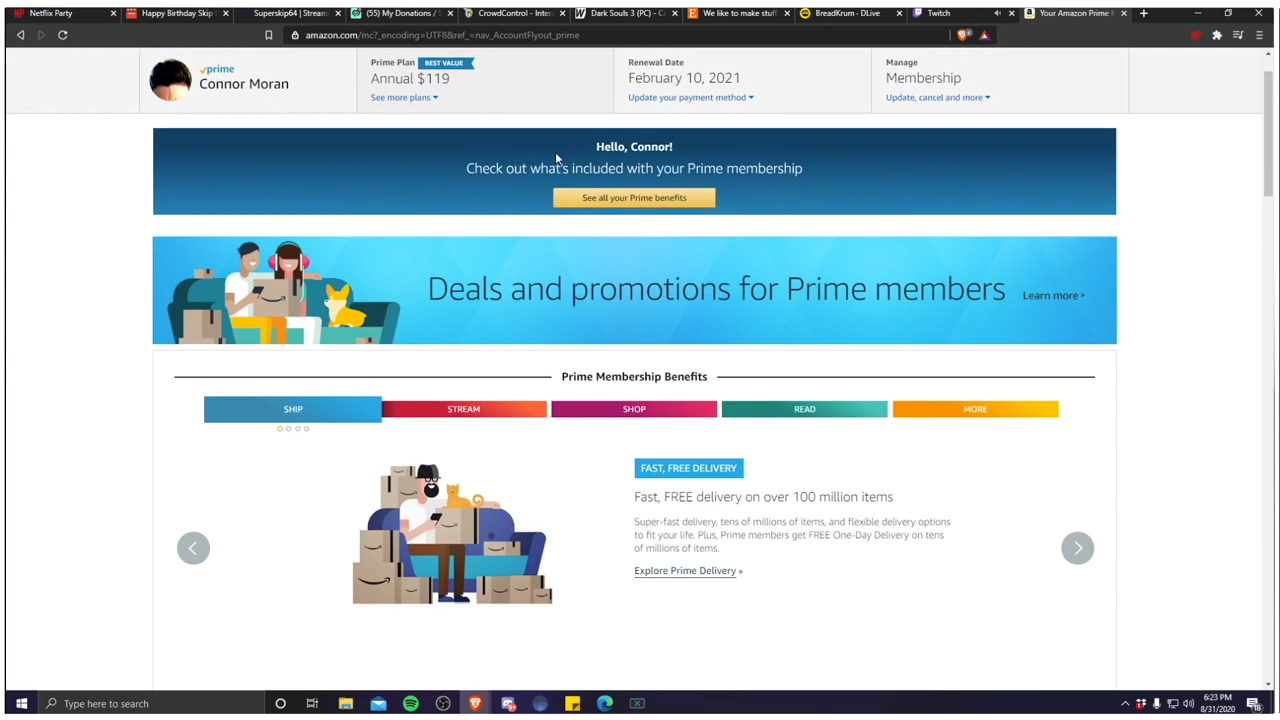 Netflix Party
Happy Birthday Skip
Superskip64 | Stream
(55) My Donations / S
CrowdControl - Inter
Dark Souls 3 (PC) - C
We like to make stuff
BreadKrum - DLive
Twitch
Your Amazon Prime M
amazon.com/mc?_encoding=UTF8&ref_=nav_AccountFlyout_prime
prime
Connor Moran
Prime Plan BEST VALUE
Annual $119
See more plans
Renewal Date
February 10, 2021
Update your payment method
Manage
Membership
Update, cancel and more
Hello, Connor!
Check out what's included with your Prime membership
See all your Prime benefits
Deals and promotions for Prime members
Learn more
Prime Membership Benefits
SHIP STREAM SHOP READ MORE
FAST, FREE DELIVERY
Fast, FREE delivery on over 100 million items
Super-fast delivery, tens of millions of items, and flexible delivery options
to fit your life. Plus, Prime members get FREE One-Day Delivery on tens
of millions of items.
Explore Prime Delivery »
Type here to search
6:23 PM
8/31/2020